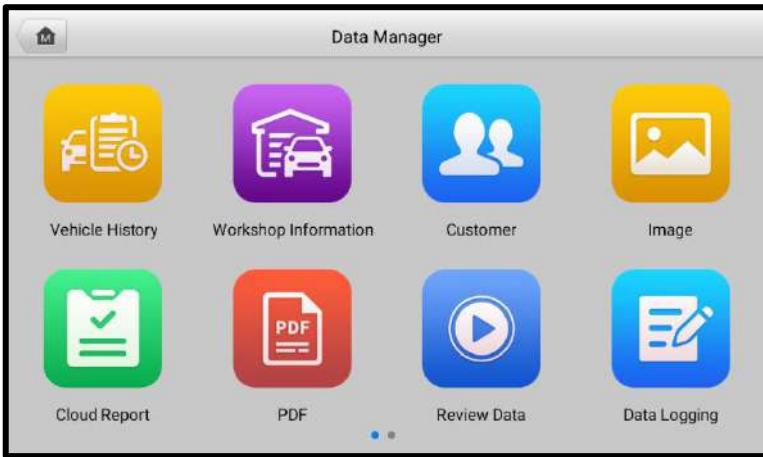 M
Data Manager
Vehicle History
Workshop Information
Customer
Image
PDF
Cloud Report
PDF
Review Data
Data Logging